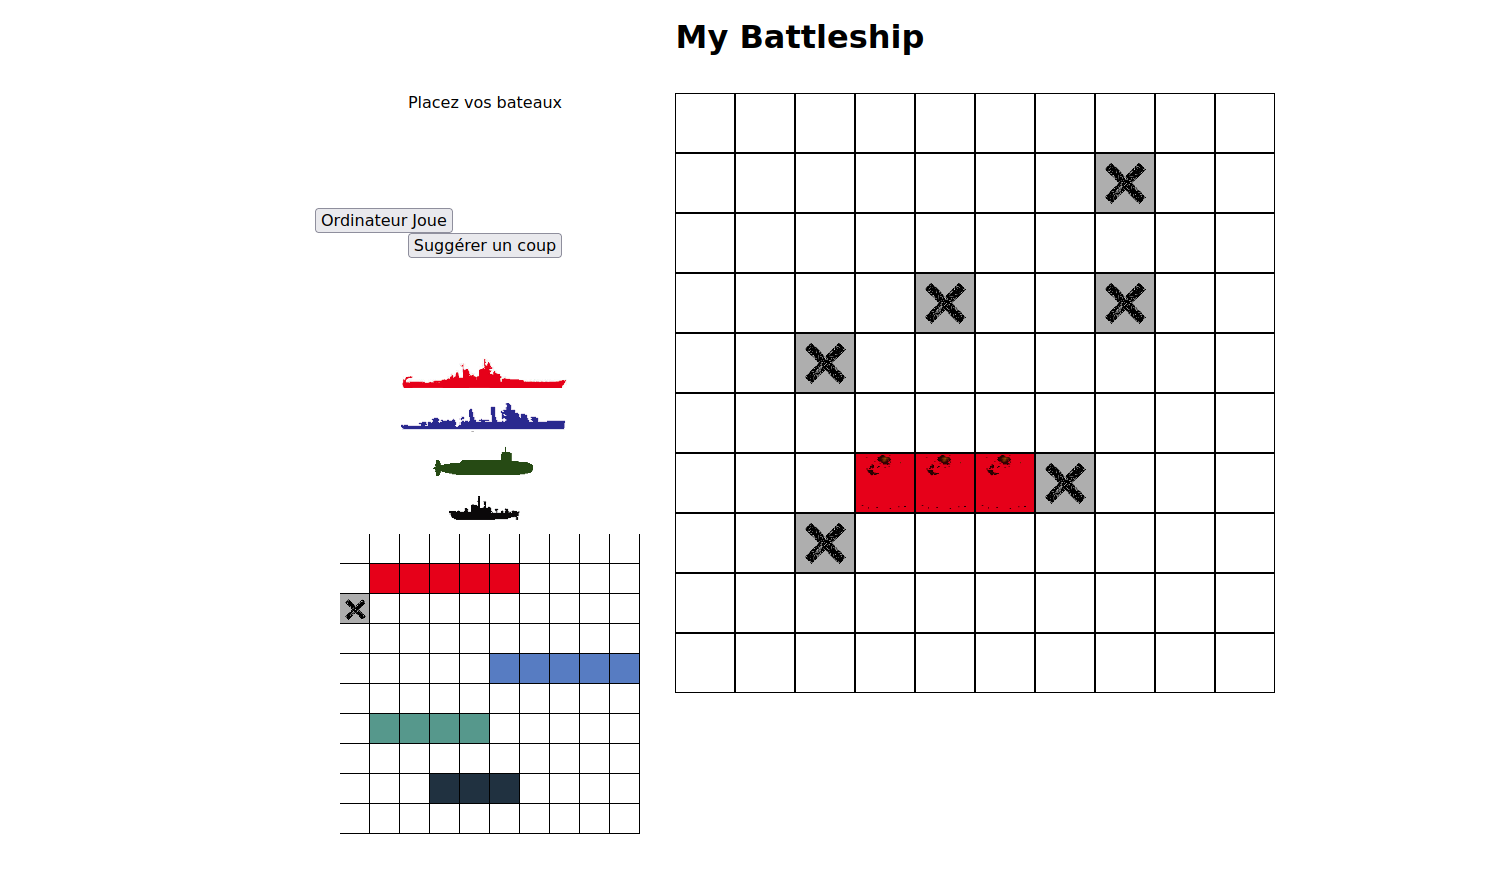 My Battleship
Placez vos bateaux
Ordinateur Joue
Suggérer un coup